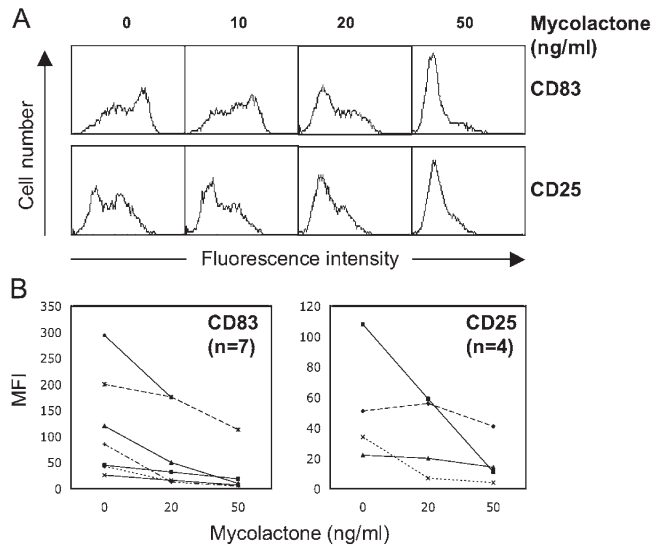 A
0 10 20 50 Mycolactone
(ng/ml)
Cell number
CD83
CD25
Fluorescence intensity
B
MFI
350
300
250
200
150
100
50
0
CD83
(n=7)
0 20 50
120
100
80
60
40
20
0
CD25
(n=4)
0 20 50
Mycolactone (ng/ml)